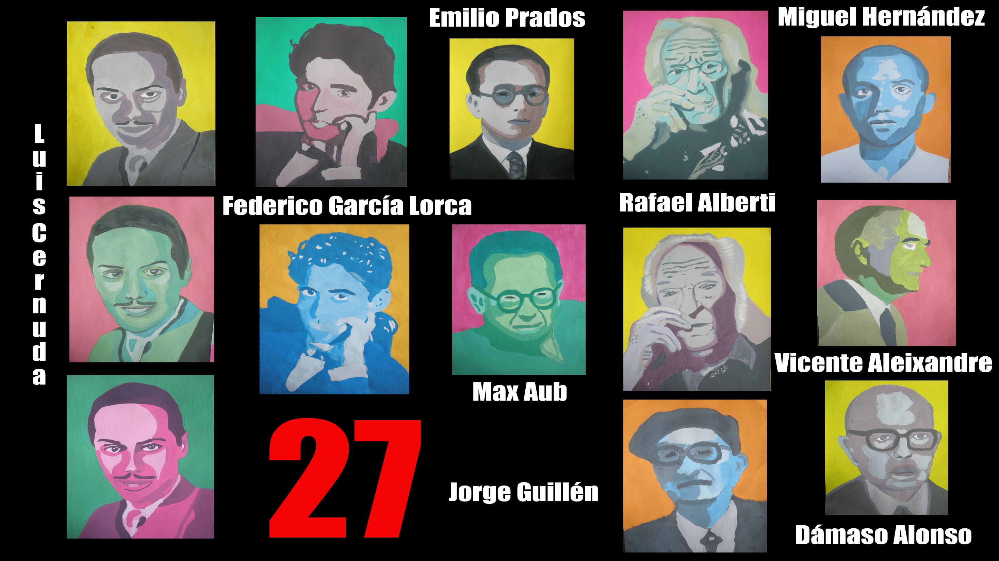 Luis Cernuda
Emilio Prados
Miguel Hernández
Federico García Lorca
Rafael Alberti
Max Aub
Vicente Aleixandre
27
Jorge Guillén
Dámaso Alonso